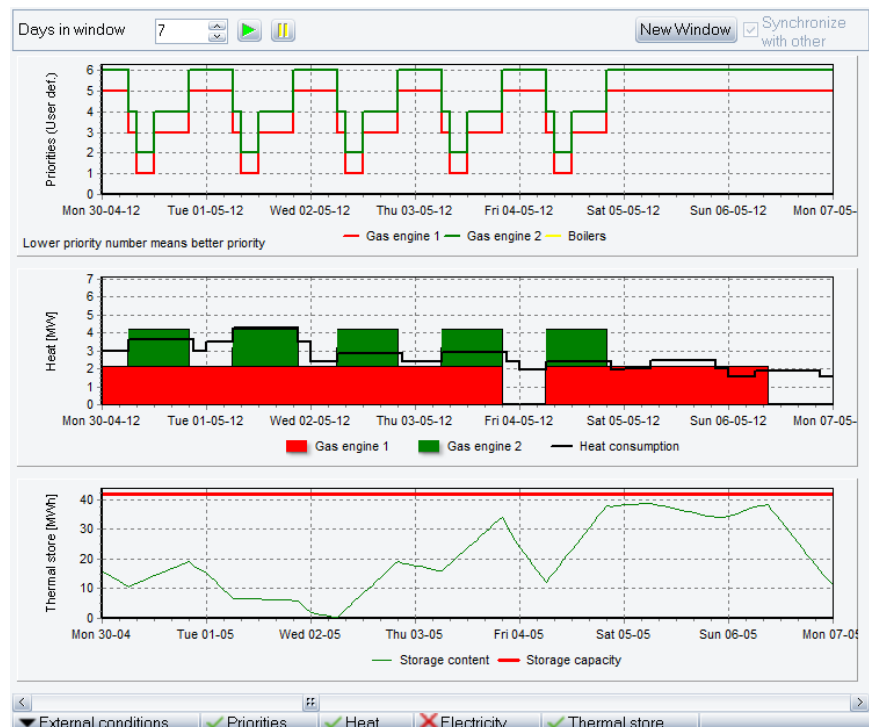 Days in window 7 New Window Synchronize
with other
Priorities (User def.)
6
5
4
3
2
1
0
Mon 30-04-12 Tue 01-05-12 Wed 02-05-12 Thu 03-05-12 Fri 04-05-12 Sat 05-05-12 Sun 06-05-12 Mon 07-05-
Gas engine 1 Gas engine 2 Boilers
Lower priority number means better priority
Heat [MW]
7
6
5
4
3
2
1
0
Mon 30-04-12 Tue 01-05-12 Wed 02-05-12 Thu 03-05-12 Fri 04-05-12 Sat 05-05-12 Sun 06-05-12 Mon 07-05-
Gas engine 1 Gas engine 2 Heat consumption
Thermal store [MWh]
40
30
20
10
0
Mon 30-04 Tue 01-05 Wed 02-05 Thu 03-05 Fri 04-05 Sat 05-05 Sun 06-05 Mon 07-05
Storage content Storage capacity
External conditions Priorities Heat Electricity Thermal store